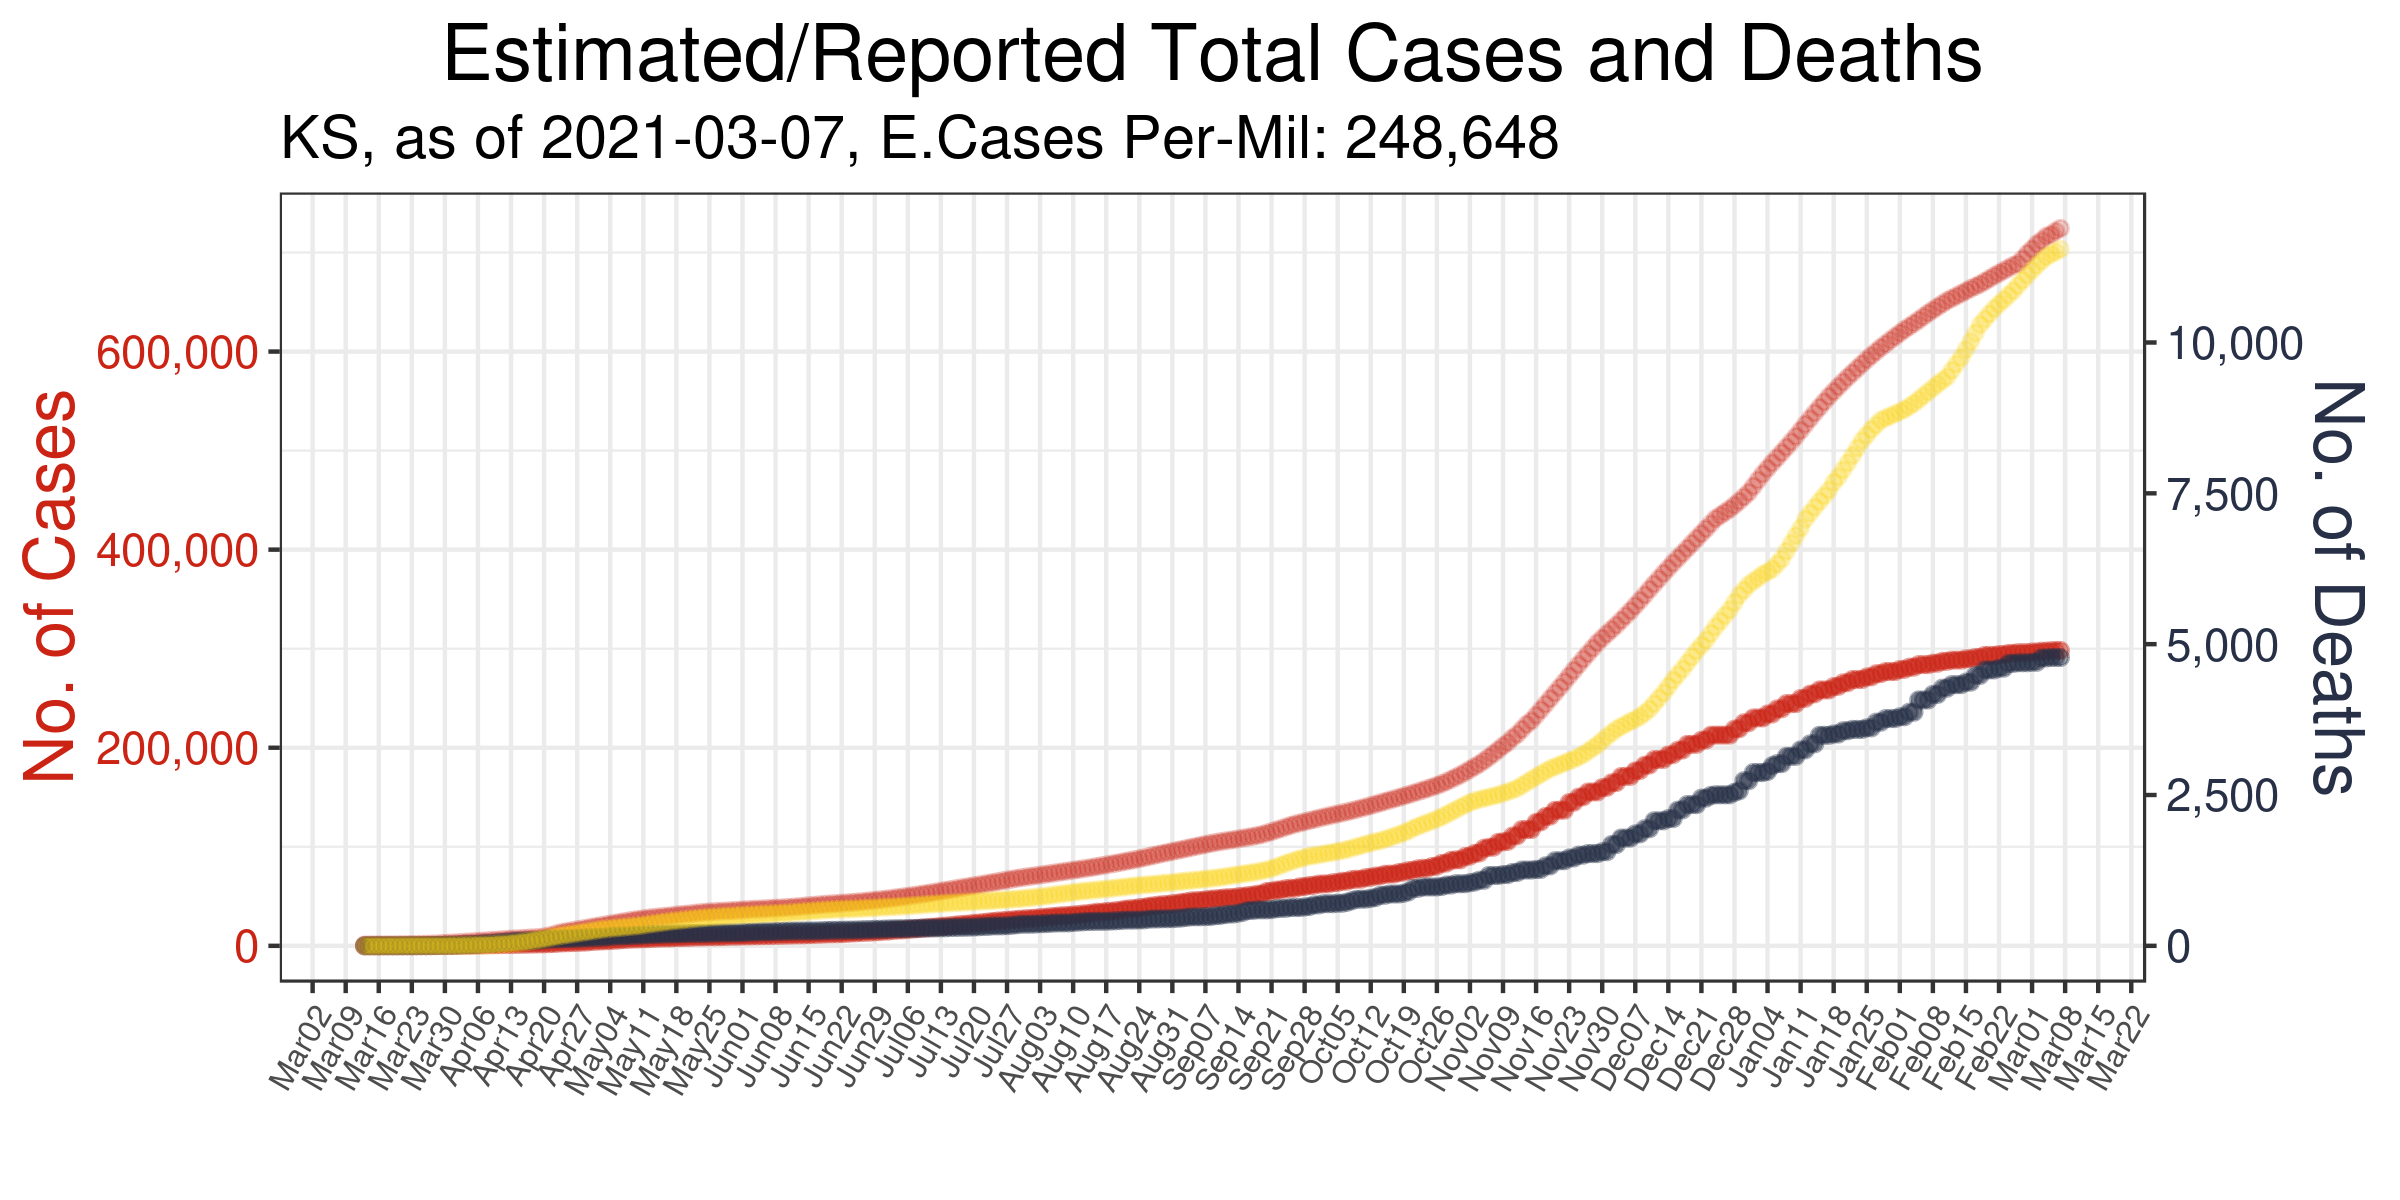 Estimated/Reported Total Cases and Deaths
KS, as of 2021-03-07, E.Cases Per-Mil: 248,648
No. of Cases
600,000
400,000
200,000
0
10,000
7,500
5,000
2,500
0
No. of Deaths
Mar02
Mar09
Mar16
Mar23
Mar30
Apr06
Apr13
Apr20
Apr27
May04
May11
May18
May25
Jun01
Jun08
Jun15
Jun22
Jun29
Jul06
Jul13
Jul20
Jul27
Aug03
Aug10
Aug17
Aug24
Aug31
Sep07
Sep14
Sep21
Sep28
Oct05
Oct12
Oct19
Oct26
Nov02
Nov09
Nov16
Nov23
Nov30
Dec07
Dec14
Dec21
Dec28
Jan04
Jan11
Jan18
Jan25
Feb01
Feb08
Feb15
Feb22
Mar01
Mar08
Mar15
Mar22